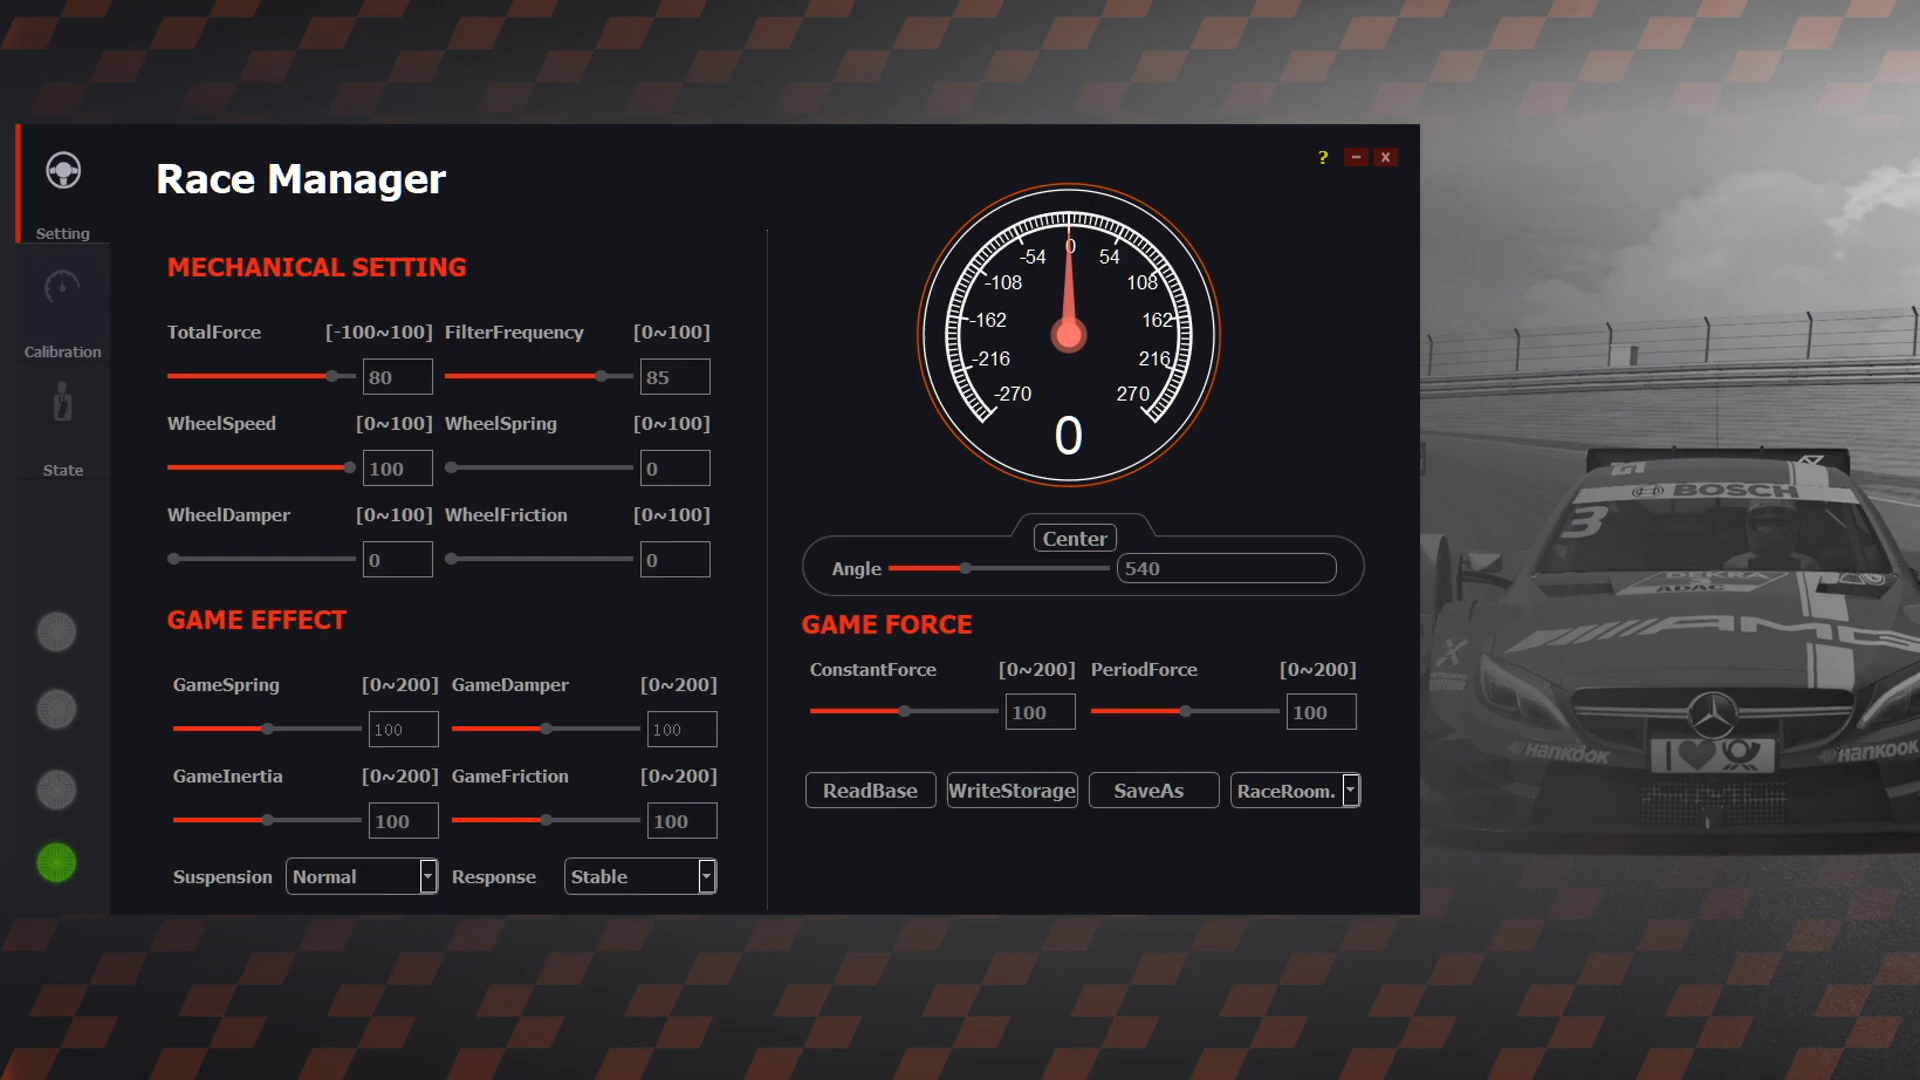 Race Manager
?
Setting
Calibration
State
MECHANICAL SETTING
TotalForce [-100~100] FilterFrequency [0~100]
80 85
WheelSpeed [0~100] WheelSpring [0~100]
100 0
WheelDamper [0~100] WheelFriction [0~100]
0 0
GAME EFFECT
GameSpring [0~200] GameDamper [0~200]
100 100
GameInertia [0~200] GameFriction [0~200]
100 100
Suspension Normal Response Stable
0
-54 54
-108 108
-162 162
-216 216
-270 270
0
Center
Angle 540
GAME FORCE
ConstantForce [0~200] PeriodForce [0~200]
100 100
ReadBase WriteStorage SaveAs RaceRoom.
BOSCH
3
DEKRA
ADAC
AMG
HANKOOK
HANKOOK